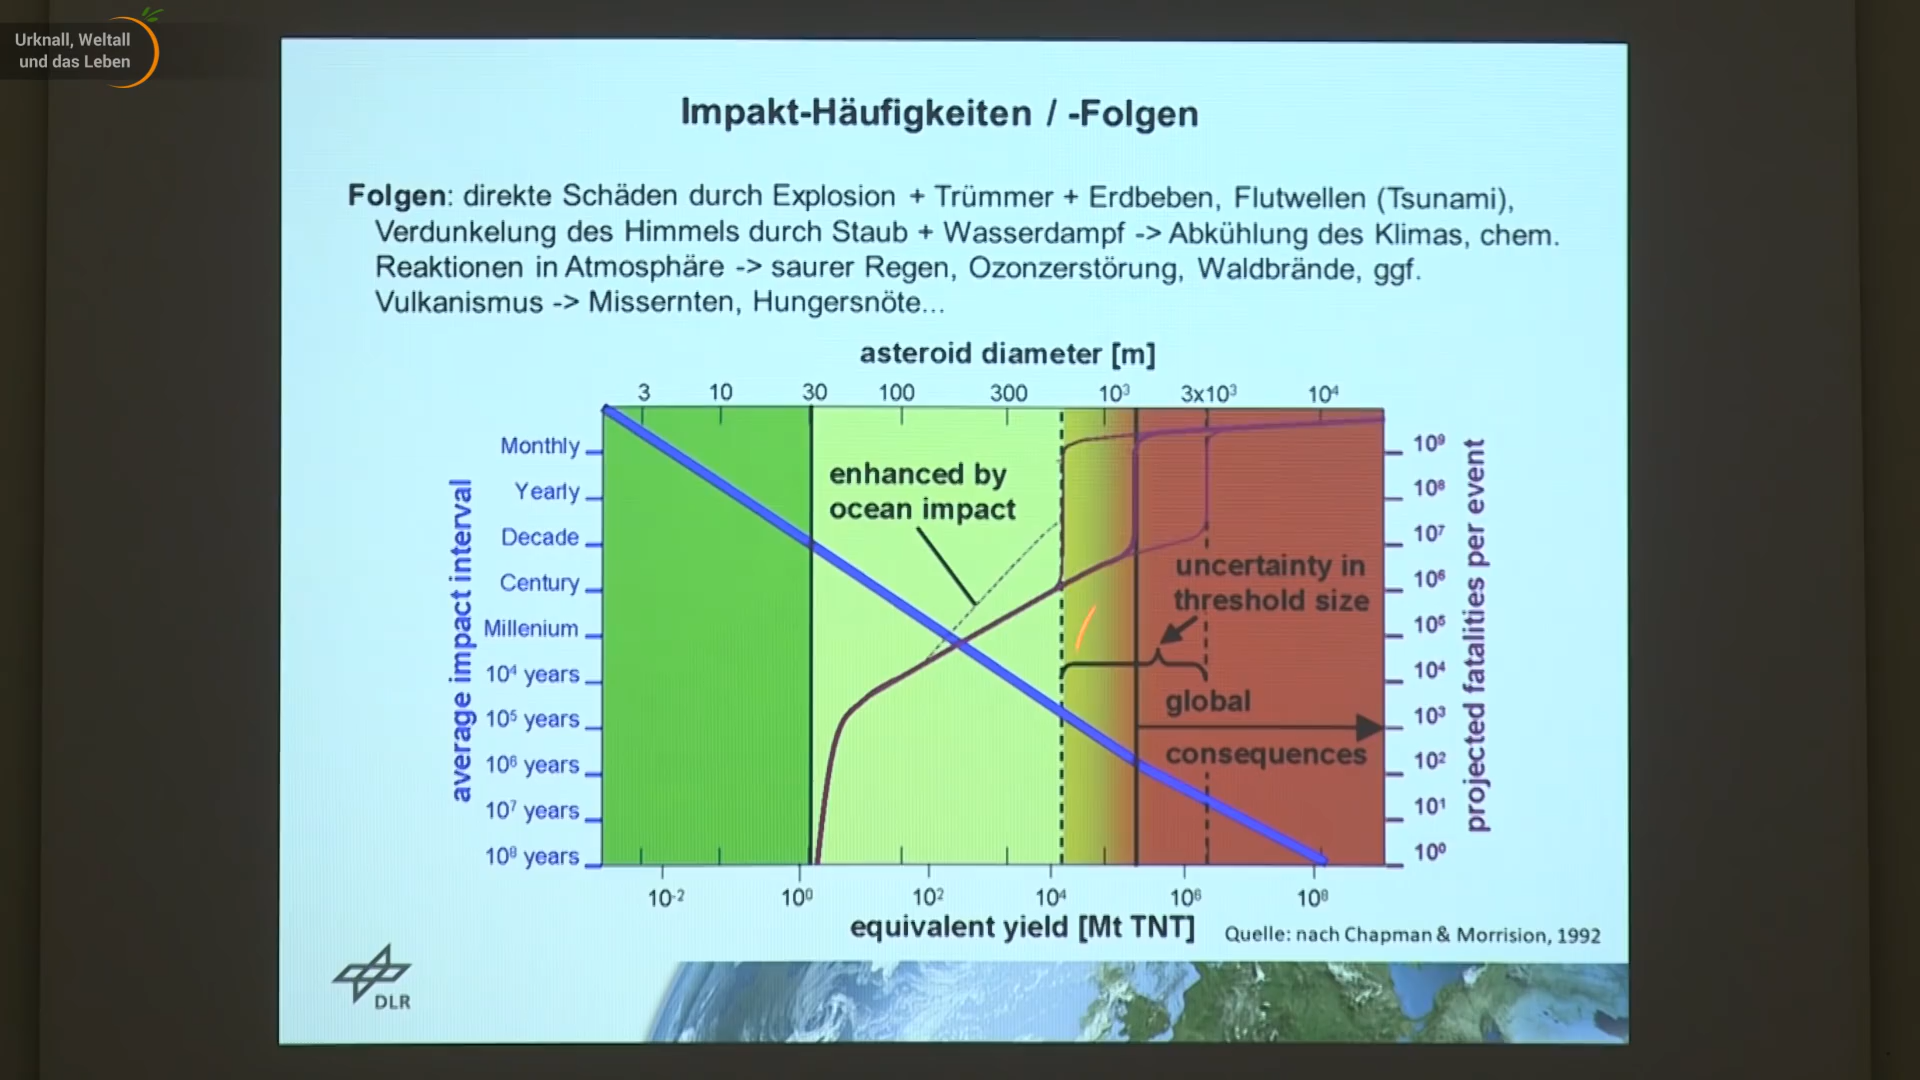 Urknall, Weltall
und das Leben
Impakt-Häufigkeiten / -Folgen
Folgen: direkte Schäden durch Explosion + Trümmer + Erdbeben, Flutwellen (Tsunami),
Verdunkelung des Himmels durch Staub + Wasserdampf -> Abkühlung des Klimas, chem.
Reaktionen in Atmosphäre -> saurer Regen, Ozonzerstörung, Waldbrände, ggf.
Vulkanismus -> Missernten, Hungersnöte...
asteroid diameter [m]
3 10 30 100 300 10³ 3x10³ 10⁴
average impact interval
Monthly
Yearly
Decade
Century
Millenium
10⁴ years
10⁵ years
10⁶ years
10⁷ years
10⁸ years
enhanced by
ocean impact
uncertainty in
threshold size
global
consequences
10⁹
10⁸
10⁷
10⁶
10⁵
10⁴
10³
10²
10¹
10⁰
projected fatalities per event
10⁻² 10⁰ 10² 10⁴ 10⁶ 10⁸
equivalent yield [Mt TNT]
Quelle: nach Chapman & Morrision, 1992
DLR